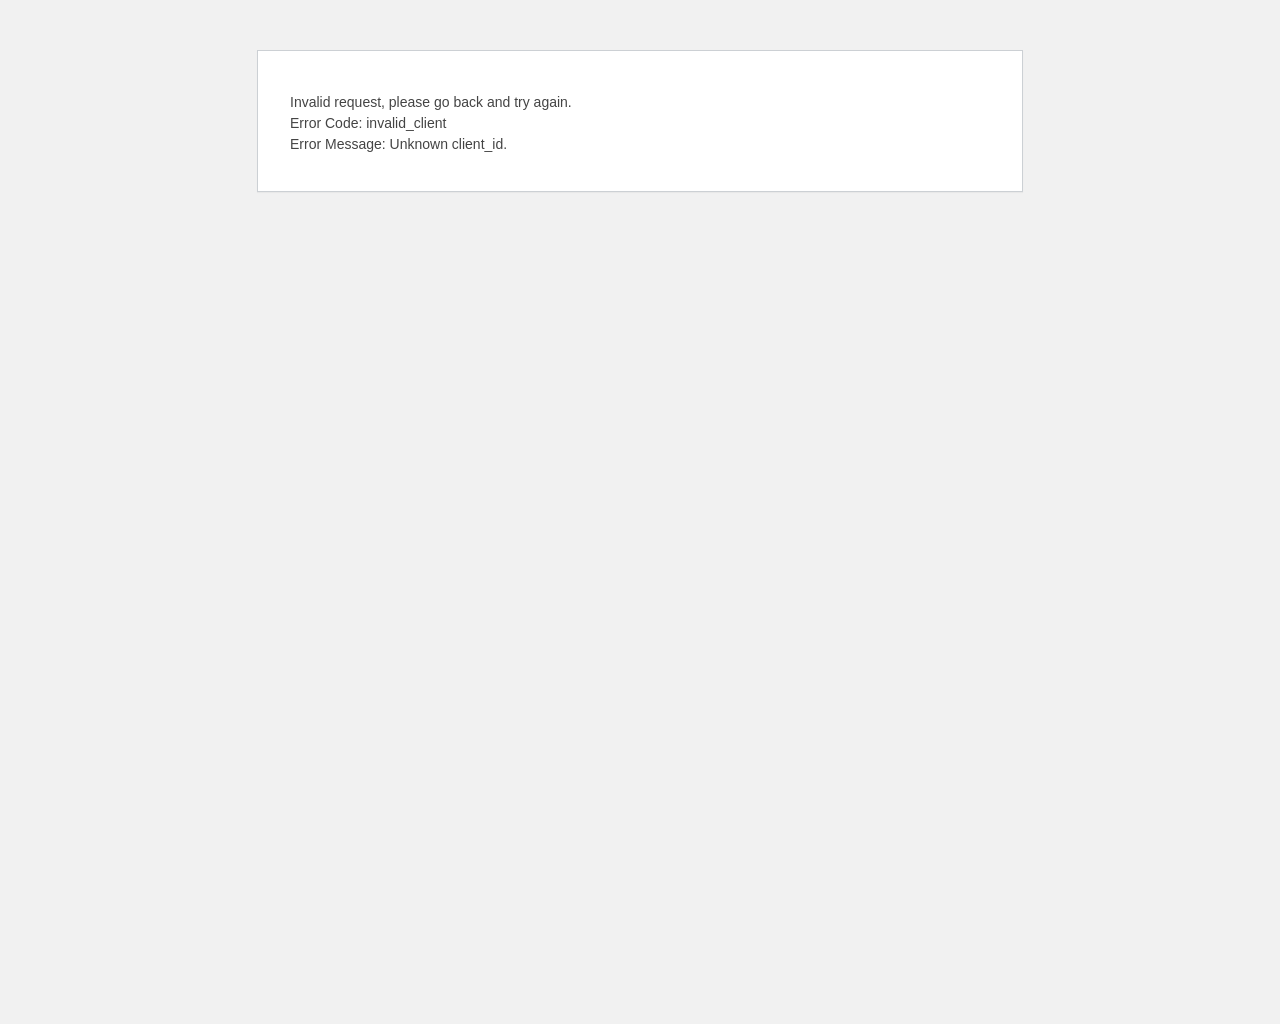 Invalid request, please go back and try again.
Error Code: invalid_client
Error Message: Unknown client_id.